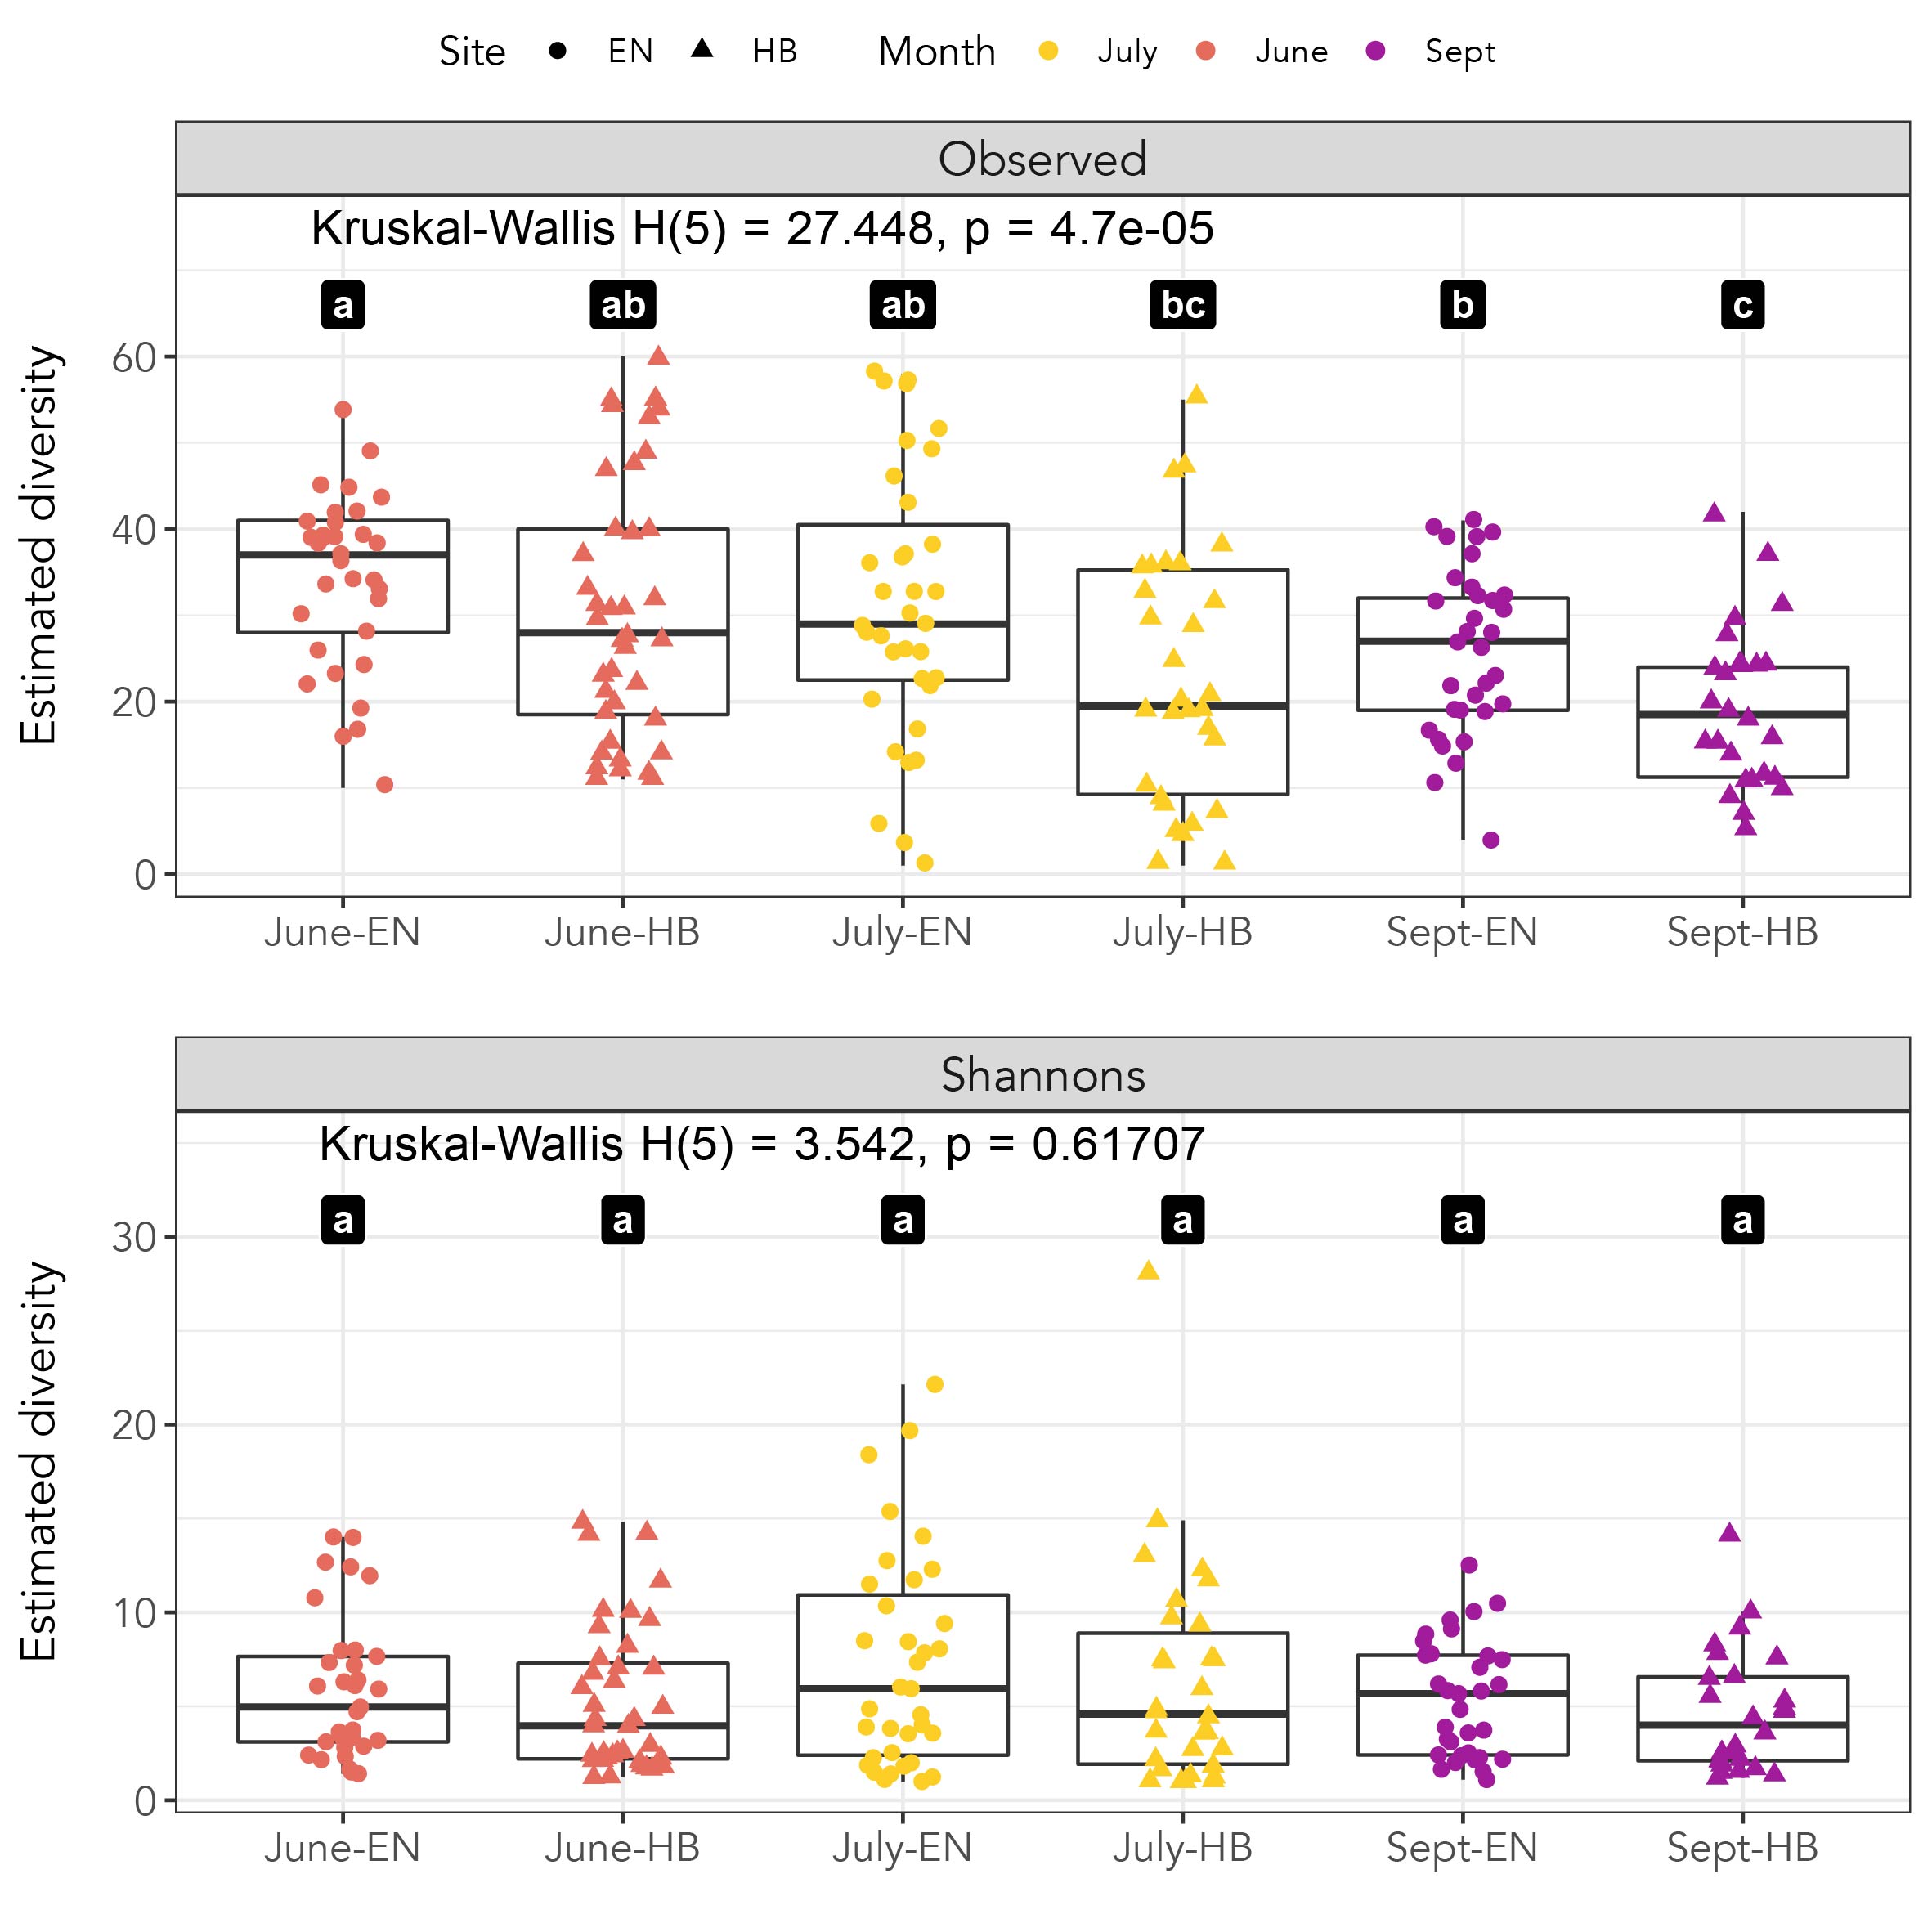 Site EN HB Month July June Sept
Observed
Kruskal-Wallis H(5) = 27.448, p = 4.7e-05
a ab ab bc b c
Estimated diversity
60
40
20
0
June-EN June-HB July-EN July-HB Sept-EN Sept-HB
Shannons
Kruskal-Wallis H(5) = 3.542, p = 0.61707
a a a a a a
Estimated diversity
30
20
10
0
June-EN June-HB July-EN July-HB Sept-EN Sept-HB